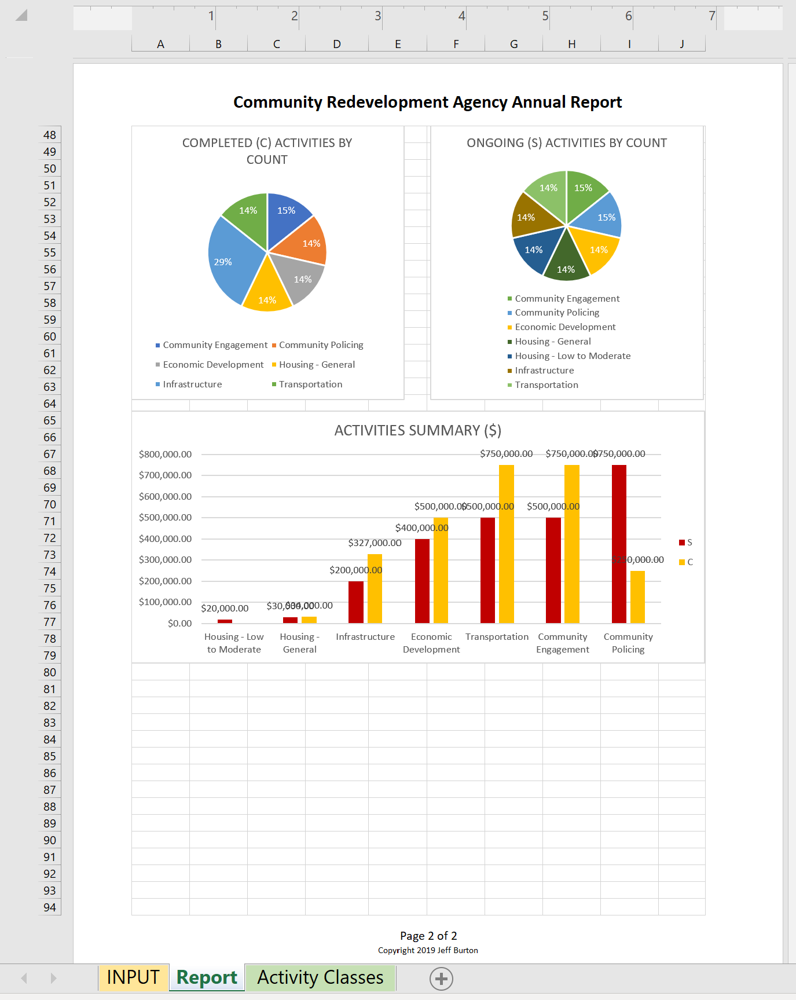 1 2 3 4 5 6 7
A B C D E F G H I J
Community Redevelopment Agency Annual Report
48
49
50
51
52
53
54
55
56
57
58
59
60
61
62
63
64
65
66
67
68
69
70
71
72
73
74
75
76
77
78
79
80
81
82
83
84
85
86
87
88
89
90
91
92
93
94
COMPLETED (C) ACTIVITIES BY
COUNT
14% 15%
14%
29%
14%
14%
Community Engagement Community Policing
Economic Development Housing - General
Infrastructure Transportation
ONGOING (S) ACTIVITIES BY COUNT
14% 15%
14% 15%
14% 14%
14%
Community Engagement
Community Policing
Economic Development
Housing - General
Housing - Low to Moderate
Infrastructure
Transportation
ACTIVITIES SUMMARY ($)
$800,000.00
$700,000.00
$600,000.00
$500,000.00
$400,000.00
$300,000.00
$200,000.00
$100,000.00
$0.00
$750,000.00 $750,000.00 $750,000.00
$500,000.00 $500,000.00 $500,000.00
$400,000.00
$327,000.00
$200,000.00
$20,000.00 $30,000.00
S
C
Housing - Low
to Moderate
Housing -
General
Infrastructure
Economic
Development
Transportation
Community
Engagement
Community
Policing
Page 2 of 2
Copyright 2019 Jeff Burton
INPUT Report Activity Classes